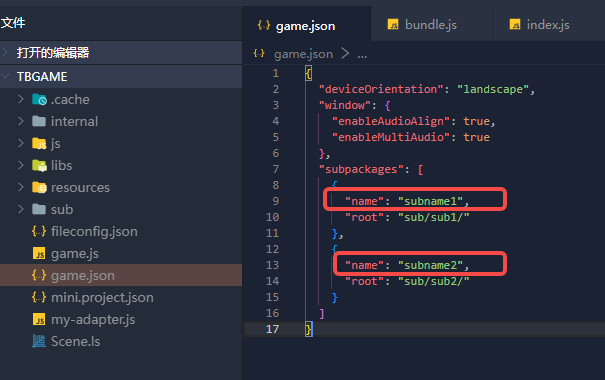 文件
打开的编辑器
TBGAME
.cache
internal
js
libs
resources
sub
fileconfig.json
game.js
game.json
mini.project.json
my-adapter.js
Scene.ls
game.json
bundle.js
index.js
game.json > ...
1 {
2 "deviceOrientation": "landscape",
3 "window": {
4 "enableAudioAlign": true,
5 "enableMultiAudio": true
6 },
7 "subpackages": [
8 {
9 "name": "subname1",
10 "root": "sub/sub1/"
11 },
12 {
13 "name": "subname2",
14 "root": "sub/sub2/"
15 }
16 ]
17 }